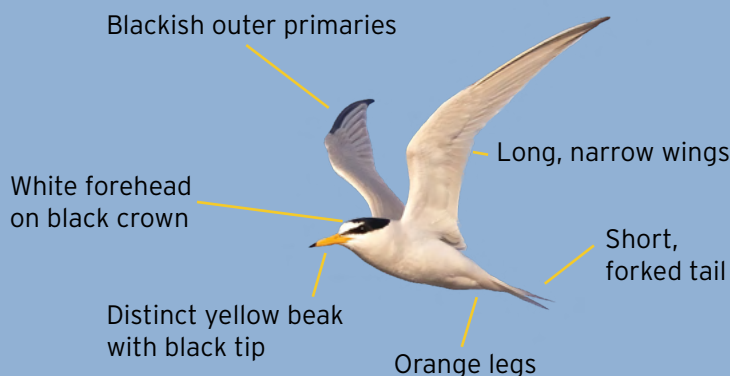 Blackish outer primaries
Long, narrow wings
White forehead
on black crown
Short,
forked tail
Distinct yellow beak
with black tip
Orange legs